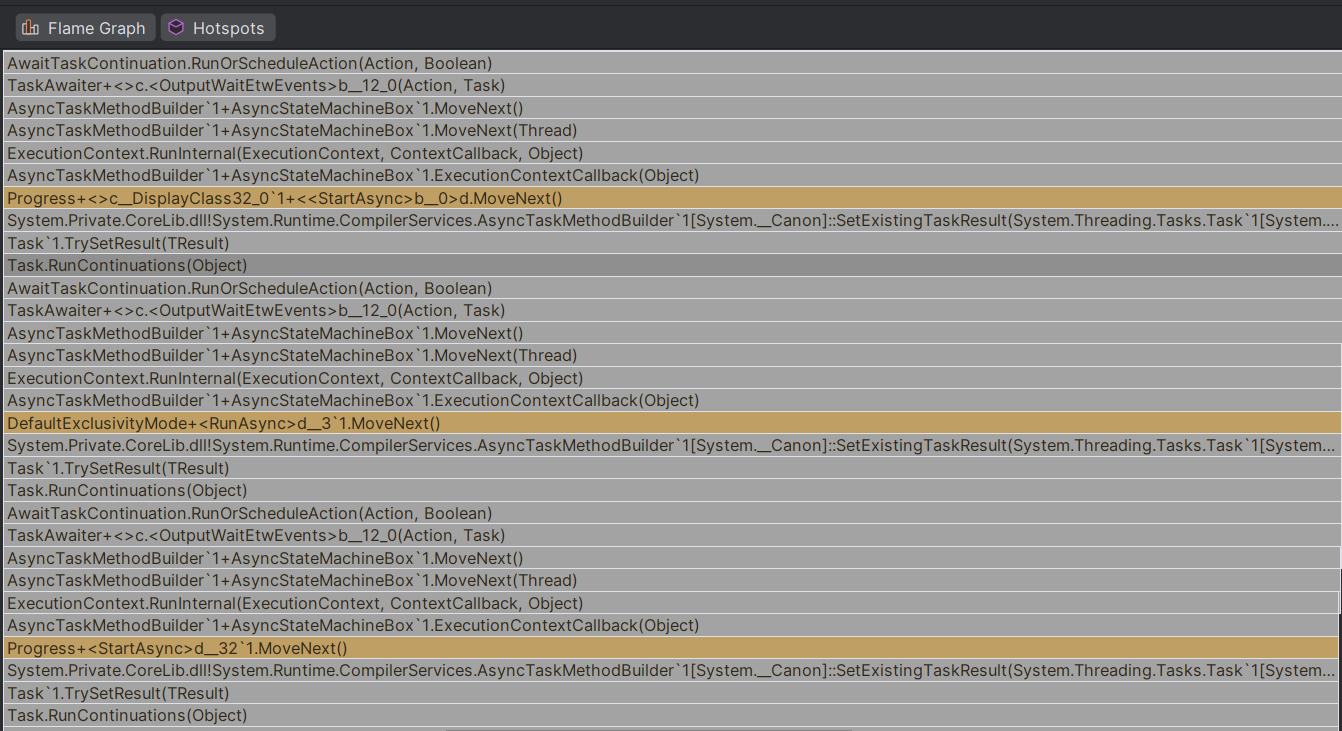 Flame Graph Hotspots
AwaitTaskContinuation.RunOrScheduleAction(Action, Boolean)
TaskAwaiter+<>c.<OutputWaitEtwEvents>b__12_0(Action, Task)
AsyncTaskMethodBuilder`1+AsyncStateMachineBox`1.MoveNext()
AsyncTaskMethodBuilder`1+AsyncStateMachineBox`1.MoveNext(Thread)
ExecutionContext.RunInternal(ExecutionContext, ContextCallback, Object)
AsyncTaskMethodBuilder`1+AsyncStateMachineBox`1.ExecutionContextCallback(Object)
Progress+<>c__DisplayClass32_0`1+<<StartAsync>b__0>d.MoveNext()
System.Private.CoreLib.dll!System.Runtime.CompilerServices.AsyncTaskMethodBuilder`1[System.__Canon]::SetExistingTaskResult(System.Threading.Tasks.Task`1[System....
Task`1.TrySetResult(TResult)
Task.RunContinuations(Object)
AwaitTaskContinuation.RunOrScheduleAction(Action, Boolean)
TaskAwaiter+<>c.<OutputWaitEtwEvents>b__12_0(Action, Task)
AsyncTaskMethodBuilder`1+AsyncStateMachineBox`1.MoveNext()
AsyncTaskMethodBuilder`1+AsyncStateMachineBox`1.MoveNext(Thread)
ExecutionContext.RunInternal(ExecutionContext, ContextCallback, Object)
AsyncTaskMethodBuilder`1+AsyncStateMachineBox`1.ExecutionContextCallback(Object)
DefaultExclusivityMode+<RunAsync>d__3`1.MoveNext()
System.Private.CoreLib.dll!System.Runtime.CompilerServices.AsyncTaskMethodBuilder`1[System.__Canon]::SetExistingTaskResult(System.Threading.Tasks.Task`1[System...
Task`1.TrySetResult(TResult)
Task.RunContinuations(Object)
AwaitTaskContinuation.RunOrScheduleAction(Action, Boolean)
TaskAwaiter+<>c.<OutputWaitEtwEvents>b__12_0(Action, Task)
AsyncTaskMethodBuilder`1+AsyncStateMachineBox`1.MoveNext()
AsyncTaskMethodBuilder`1+AsyncStateMachineBox`1.MoveNext(Thread)
ExecutionContext.RunInternal(ExecutionContext, ContextCallback, Object)
AsyncTaskMethodBuilder`1+AsyncStateMachineBox`1.ExecutionContextCallback(Object)
Progress+<StartAsync>d__32`1.MoveNext()
System.Private.CoreLib.dll!System.Runtime.CompilerServices.AsyncTaskMethodBuilder`1[System.__Canon]::SetExistingTaskResult(System.Threading.Tasks.Task`1[System...
Task`1.TrySetResult(TResult)
Task.RunContinuations(Object)